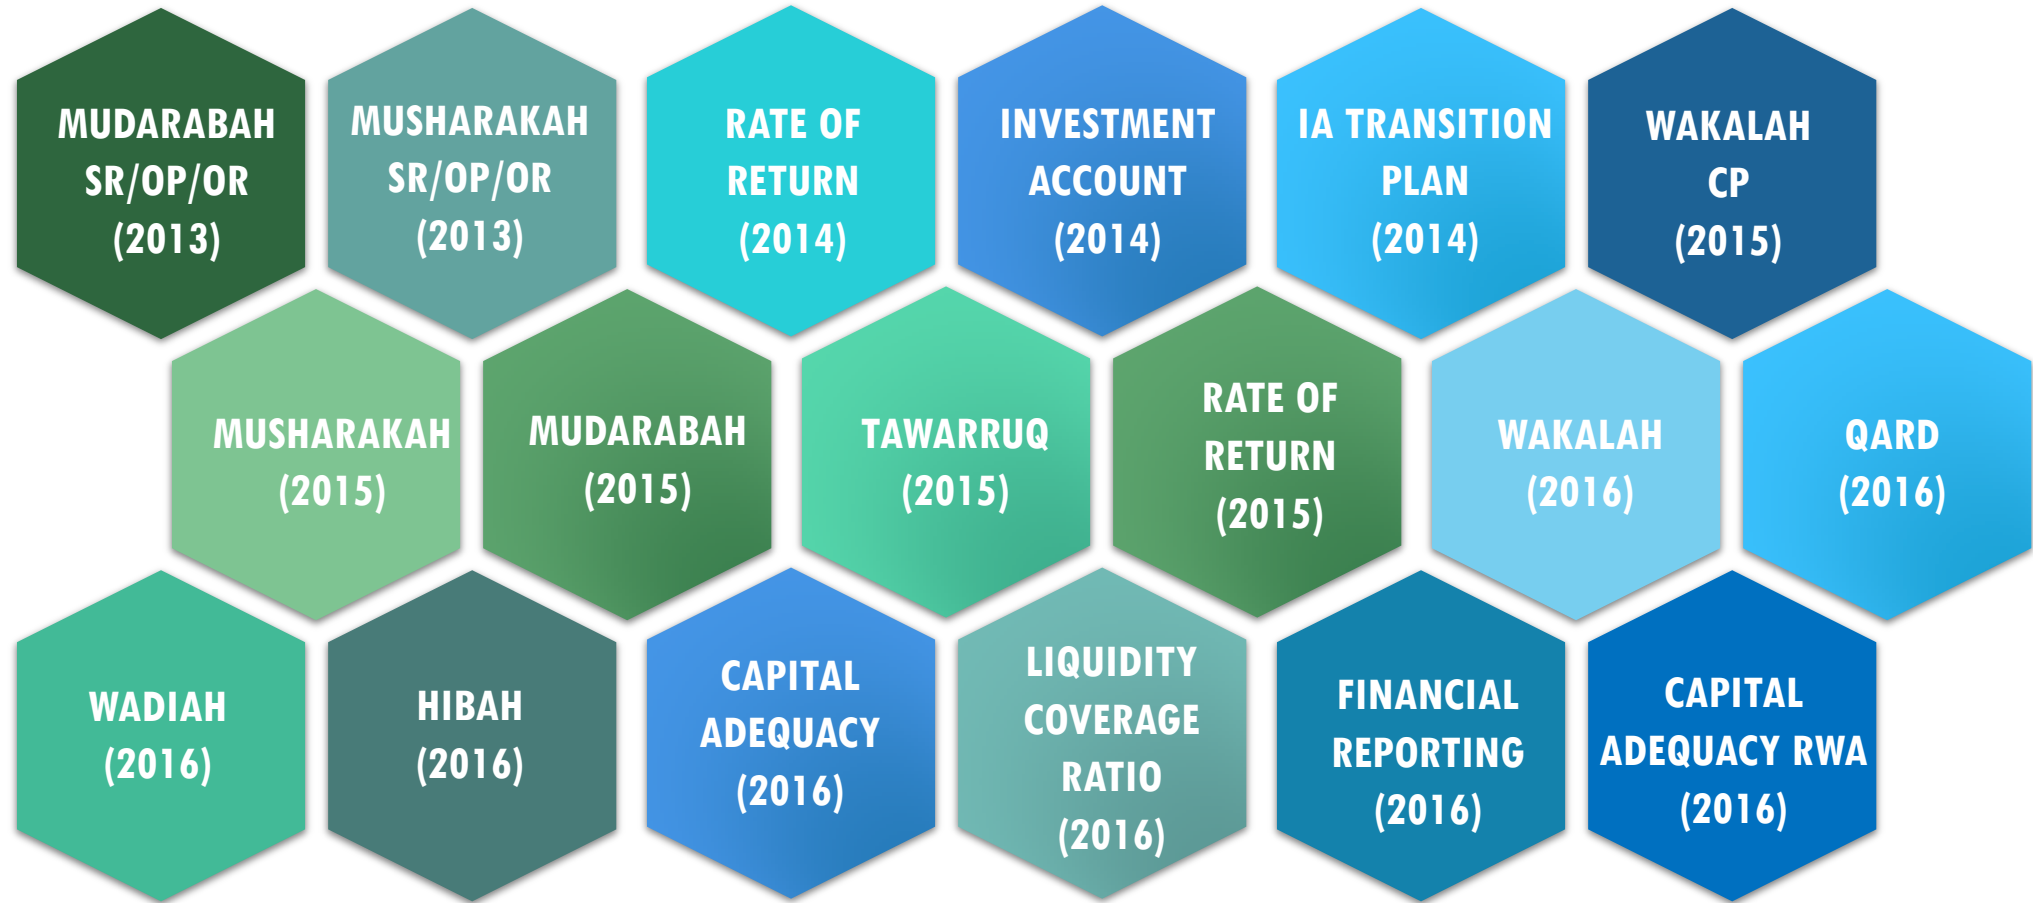 MUDARABAH
SR/OP/OR
(2013)
MUSHARAKAH
SR/OP/OR
(2013)
RATE OF
RETURN
(2014)
INVESTMENT
ACCOUNT
(2014)
IA TRANSITION
PLAN
(2014)
WAKALAH
CP
(2015)
MUSHARAKAH
(2015)
MUDARABAH
(2015)
TAWARRUQ
(2015)
RATE OF
RETURN
(2015)
WAKALAH
(2016)
QARD
(2016)
WADIAH
(2016)
HIBAH
(2016)
CAPITAL
ADEQUACY
(2016)
LIQUIDITY
COVERAGE
RATIO
(2016)
FINANCIAL
REPORTING
(2016)
CAPITAL
ADEQUACY RWA
(2016)